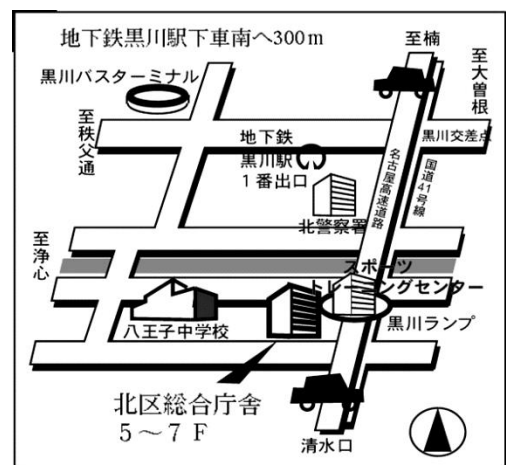 地下鉄黒川駅下車南へ300m
至楠
至大曽根
黒川バスターミナル
至秩父通
地下鉄
黒川駅
1番出口
黒川交差点
名古屋高速道路
国道41号線
北警察署
至浄心
スポーツ
トレーニングセンター
八王子中学校
黒川ランプ
北区総合庁舎
5～7F
清水口